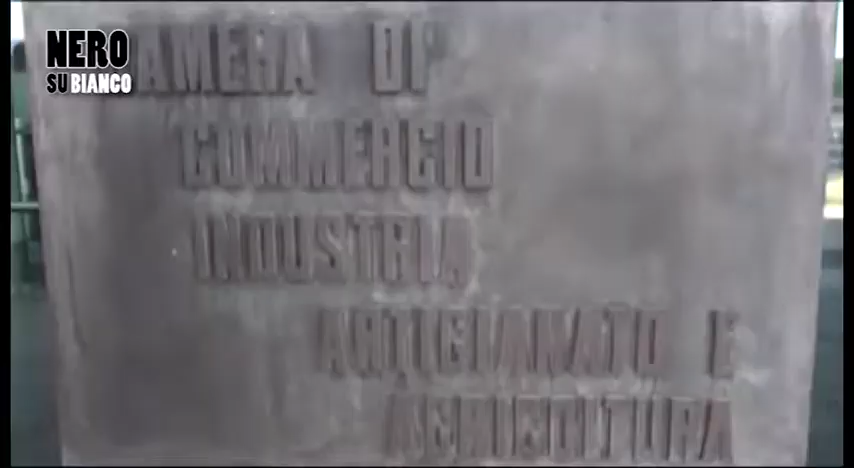 NERO
SU BIANCO
AMERA DI
COMMERCIO
INDUSTRIA
ARTIGIANATO E
AGRICOLTURA